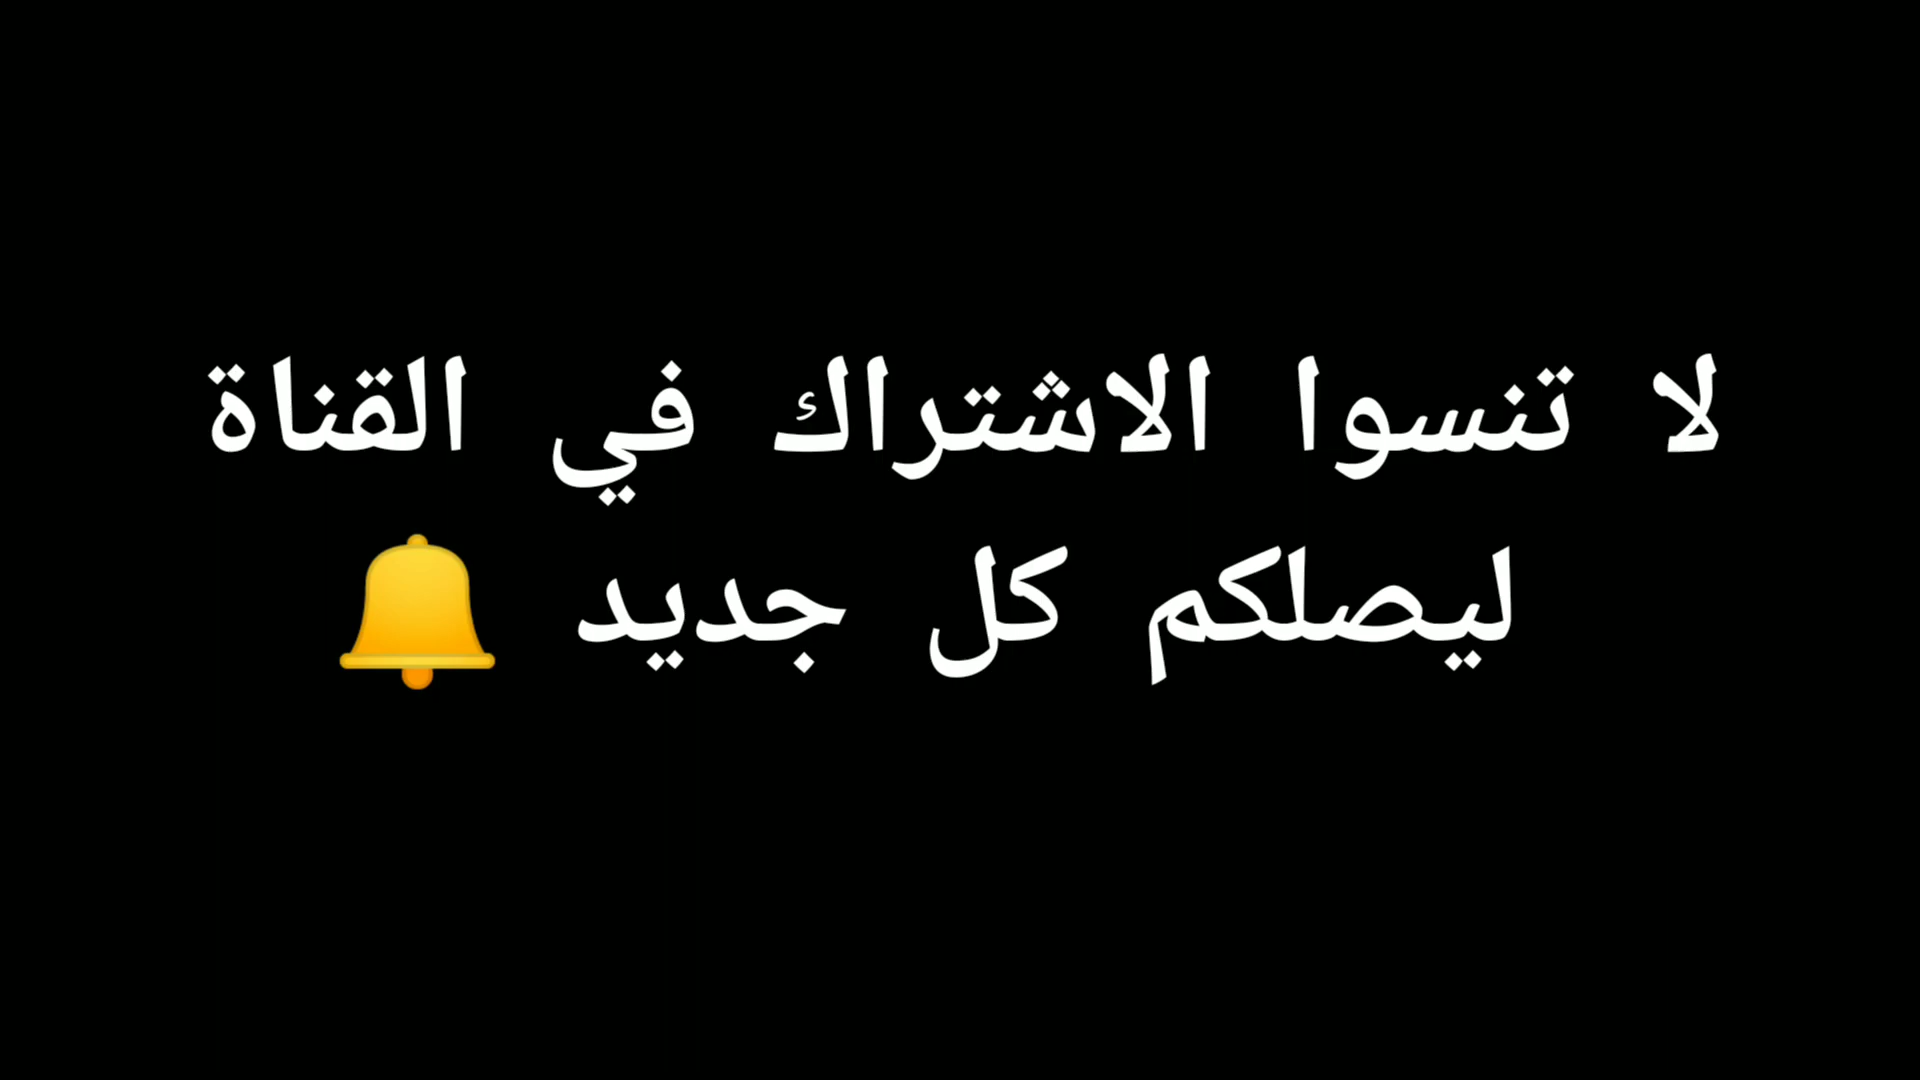 لا تنسوا الاشتراك في القناة
ليصلكم كل جديد 🔔